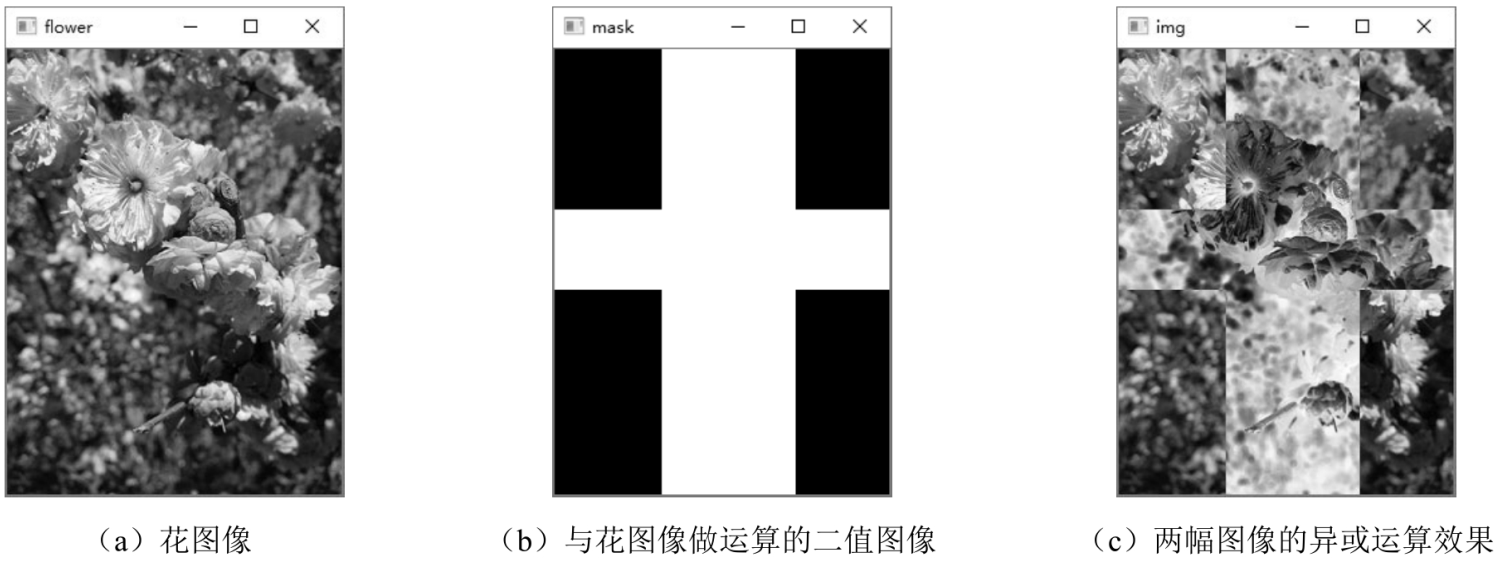 flower
mask
img
（a）花图像
（b）与花图像做运算的二值图像
（c）两幅图像的异或运算效果